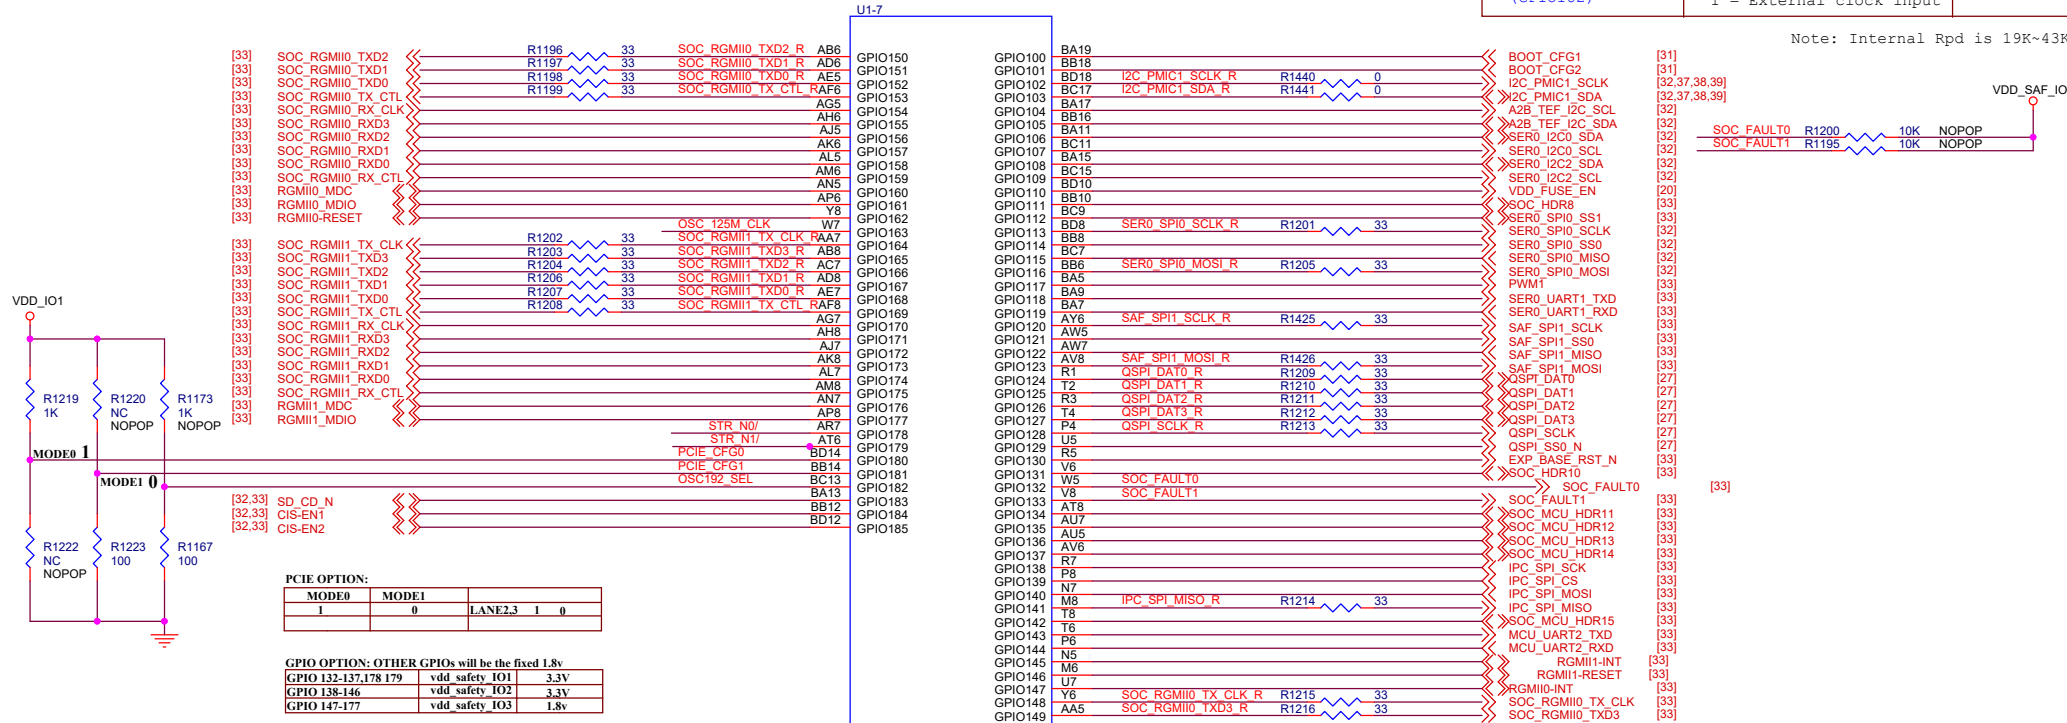 U1-7
(GPIO162)
1 = External clock input
Note: Internal Rpd is 19K~43K
[33] SOC_RGMII0_TXD2 R1196 33 SOC_RGMII0_TXD2_R AB6 GPIO150
[33] SOC_RGMII0_TXD1 R1197 33 SOC_RGMII0_TXD1_R AD6 GPIO151
[33] SOC_RGMII0_TXD0 R1198 33 SOC_RGMII0_TXD0_R AE5 GPIO152
[33] SOC_RGMII0_TX_CTL R1199 33 SOC_RGMII0_TX_CTL_R AF6 GPIO153
[33] SOC_RGMII0_RX_CLK AG5 GPIO154
[33] SOC_RGMII0_RXD3 AH6 GPIO155
[33] SOC_RGMII0_RXD2 AJ5 GPIO156
[33] SOC_RGMII0_RXD1 AK6 GPIO157
[33] SOC_RGMII0_RXD0 AL5 GPIO158
[33] SOC_RGMII0_RX_CTL AM6 GPIO159
[33] RGMII0_MDC AN5 GPIO160
[33] RGMII0_MDIO AP6 GPIO161
[33] RGMII0-RESET Y8 GPIO162
OSC_125M_CLK W7 GPIO163
[33] SOC_RGMII1_TX_CLK R1202 33 SOC_RGMII1_TX_CLK_R AA7 GPIO164
[33] SOC_RGMII1_TXD3 R1203 33 SOC_RGMII1_TXD3_R AB8 GPIO165
[33] SOC_RGMII1_TXD2 R1204 33 SOC_RGMII1_TXD2_R AC7 GPIO166
[33] SOC_RGMII1_TXD1 R1206 33 SOC_RGMII1_TXD1_R AD8 GPIO167
[33] SOC_RGMII1_TXD0 R1207 33 SOC_RGMII1_TXD0_R AE7 GPIO168
[33] SOC_RGMII1_TX_CTL R1208 33 SOC_RGMII1_TX_CTL_R AF8 GPIO169
[33] SOC_RGMII1_RX_CLK AG7 GPIO170
[33] SOC_RGMII1_RXD3 AH8 GPIO171
[33] SOC_RGMII1_RXD2 AJ7 GPIO172
[33] SOC_RGMII1_RXD1 AK8 GPIO173
[33] SOC_RGMII1_RXD0 AL7 GPIO174
[33] SOC_RGMII1_RX_CTL AM8 GPIO175
[33] RGMII1_MDC AN7 GPIO176
[33] RGMII1_MDIO AP8 GPIO177
STR_N0/ AR7 GPIO178
STR_N1/ AT6 GPIO179
MODE0 1 PCIE_CFG0 BD14 GPIO180
PCIE_CFG1 BB14 GPIO181
MODE1 0 OSC192_SEL BC13 GPIO182
[32,33] SD_CD_N BA13 GPIO183
[32,33] CIS-EN1 BB12 GPIO184
[32,33] CIS-EN2 BD12 GPIO185
VDD_IO1
R1219 1K
R1220 NC NOPOP
R1173 1K NOPOP
R1222 NC NOPOP
R1223 100
R1167 100
PCIE OPTION:
MODE0 MODE1
1 0 LANE2,3 1 0
GPIO OPTION: OTHER GPIOs will be the fixed 1.8v
GPIO 132-137,178 179 vdd_safety_IO1 3.3V
GPIO 138-146 vdd_safety_IO2 3.3V
GPIO 147-177 vdd_safety_IO3 1.8v
GPIO100 BA19 BOOT_CFG1 [31]
GPIO101 BB18 BOOT_CFG2 [31]
GPIO102 BD18 I2C_PMIC1_SCLK_R R1440 0 I2C_PMIC1_SCLK [32,37,38,39]
GPIO103 BC17 I2C_PMIC1_SDA_R R1441 0 I2C_PMIC1_SDA [32,37,38,39]
GPIO104 BA17 A2B_TEF_I2C_SCL [32]
GPIO105 BB16 A2B_TEF_I2C_SDA [32]
GPIO106 BA11 SER0_I2C0_SDA [32]
GPIO107 BC11 SER0_I2C0_SCL [32]
GPIO108 BA15 SER0_I2C2_SDA [32]
GPIO109 BC15 SER0_I2C2_SCL [32]
GPIO110 BD10 VDD_FUSE_EN [20]
GPIO111 BB10 SOC_HDR8 [33]
GPIO112 BC9 SER0_SPI0_SS1 [33]
GPIO113 BD8 SER0_SPI0_SCLK_R R1201 33 SER0_SPI0_SCLK [32]
GPIO114 BB8 SER0_SPI0_SS0 [32]
GPIO115 BC7 SER0_SPI0_MISO [32]
GPIO116 BB6 SER0_SPI0_MOSI_R R1205 33 SER0_SPI0_MOSI [32]
GPIO117 BA5 PWM1 [33]
GPIO118 BA9 SER0_UART1_TXD [33]
GPIO119 BA7 SER0_UART1_RXD [33]
GPIO120 AY6 SAF_SPI1_SCLK_R R1425 33 SAF_SPI1_SCLK [33]
GPIO121 AW5 SAF_SPI1_SS0 [33]
GPIO122 AW7 SAF_SPI1_MISO [33]
GPIO123 AV8 SAF_SPI1_MOSI_R R1426 33 SAF_SPI1_MOSI [33]
GPIO124 R1 QSPI_DAT0_R R1209 33 QSPI_DAT0 [27]
GPIO125 T2 QSPI_DAT1_R R1210 33 QSPI_DAT1 [27]
GPIO126 R3 QSPI_DAT2_R R1211 33 QSPI_DAT2 [27]
GPIO127 T4 QSPI_DAT3_R R1212 33 QSPI_DAT3 [27]
GPIO128 P4 QSPI_SCLK_R R1213 33 QSPI_SCLK [27]
GPIO129 U5 QSPI_SS0_N [27]
GPIO130 R5 EXP_BASE_RST_N [33]
GPIO131 V6 SOC_HDR10 [33]
GPIO132 W5 SOC_FAULT0 SOC_FAULT0 [33]
GPIO133 V8 SOC_FAULT1 SOC_FAULT1 [33]
GPIO134 AT8 SOC_MCU_HDR11 [33]
GPIO135 AU7 SOC_MCU_HDR12 [33]
GPIO136 AU5 SOC_MCU_HDR13 [33]
GPIO137 AV6 SOC_MCU_HDR14 [33]
GPIO138 R7 IPC_SPI_SCK [33]
GPIO139 P8 IPC_SPI_CS [33]
GPIO140 N7 IPC_SPI_MOSI [33]
GPIO141 M8 IPC_SPI_MISO_R R1214 33 IPC_SPI_MISO [33]
GPIO142 T8 SOC_MCU_HDR15 [33]
GPIO143 T6 MCU_UART2_TXD [33]
GPIO144 P6 MCU_UART2_RXD [33]
GPIO145 N5 RGMII1-INT [33]
GPIO146 M6 RGMII1-RESET [33]
GPIO147 U7 RGMII0-INT [33]
GPIO148 Y6 SOC_RGMII0_TX_CLK_R R1215 33 SOC_RGMII0_TX_CLK [33]
GPIO149 AA5 SOC_RGMII0_TXD3_R R1216 33 SOC_RGMII0_TXD3 [33]
VDD_SAF_IO
SOC_FAULT0 R1200 10K NOPOP
SOC_FAULT1 R1195 10K NOPOP